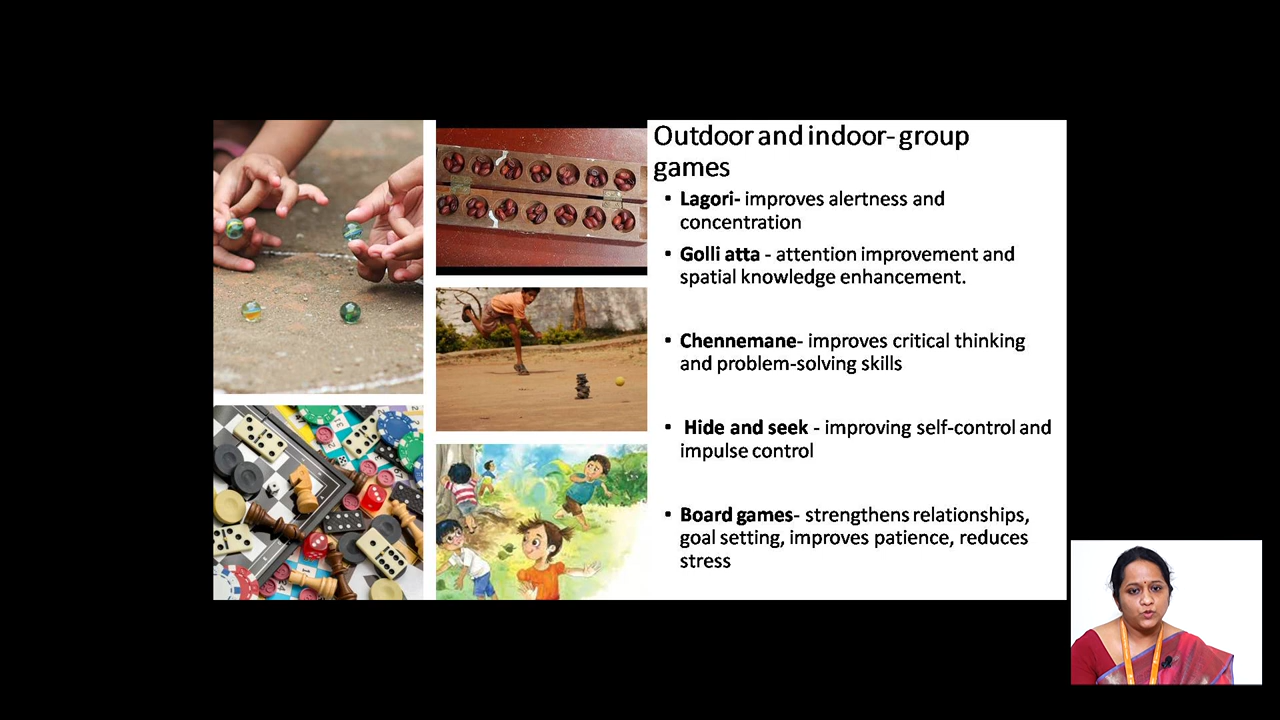 Outdoor and indoor- group
games
• Lagori- improves alertness and
concentration
• Golli atta - attention improvement and
spatial knowledge enhancement.
• Chennemane- improves critical thinking
and problem-solving skills
• Hide and seek - improving self-control and
impulse control
• Board games- strengthens relationships,
goal setting, improves patience, reduces
stress